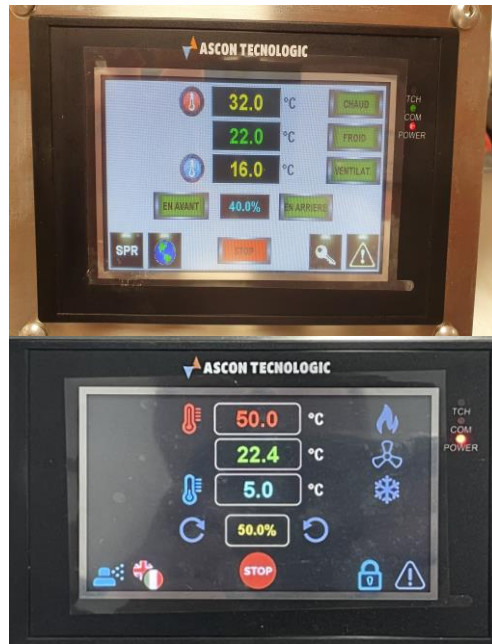 ASCON TECNOLOGIC
32.0 °C CHAUD
22.0 °C FROID
16.0 °C VENTILAT.
EN AVANT 40.0% EN ARRIERE
SPR STOP
TCH
COM
POWER
ASCON TECNOLOGIC
50.0 °C
22.4 °C
5.0 °C
50.0%
STOP
TCH
COM
POWER